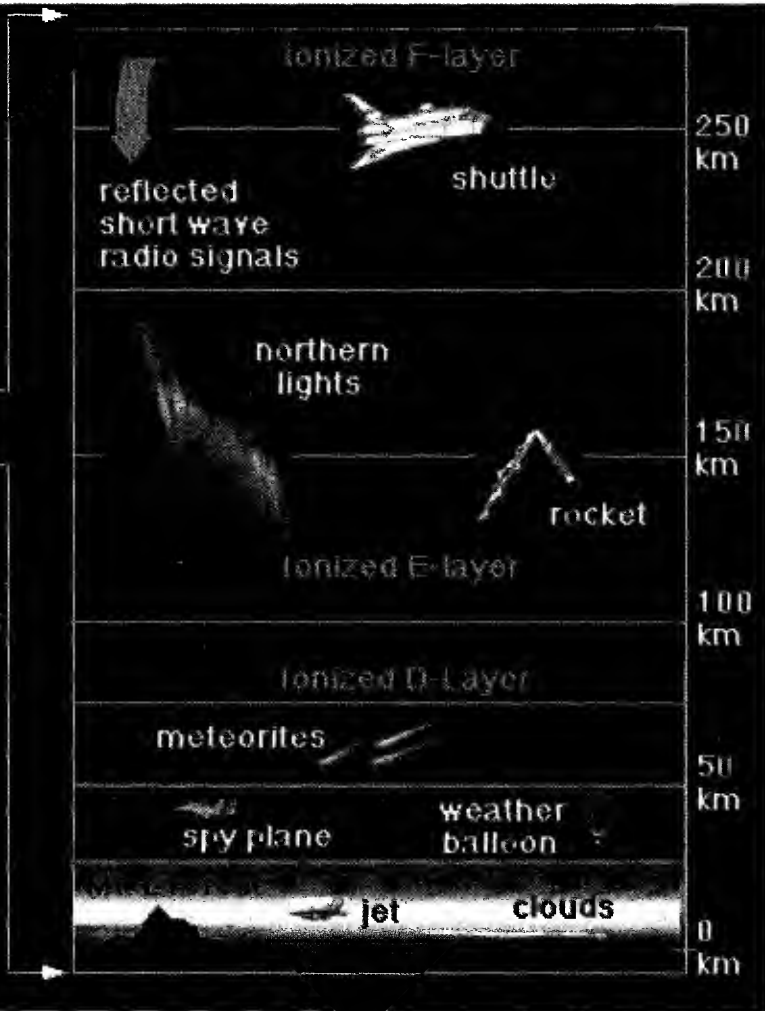 Ionized F-layer
250
km
shuttle
reflected
short wave
radio signals
200
km
northern
lights
150
km
rocket
Ionized E-layer
100
km
Ionized D-Layer
meteorites
50
km
spy plane
weather
balloon
jet
clouds
0
km